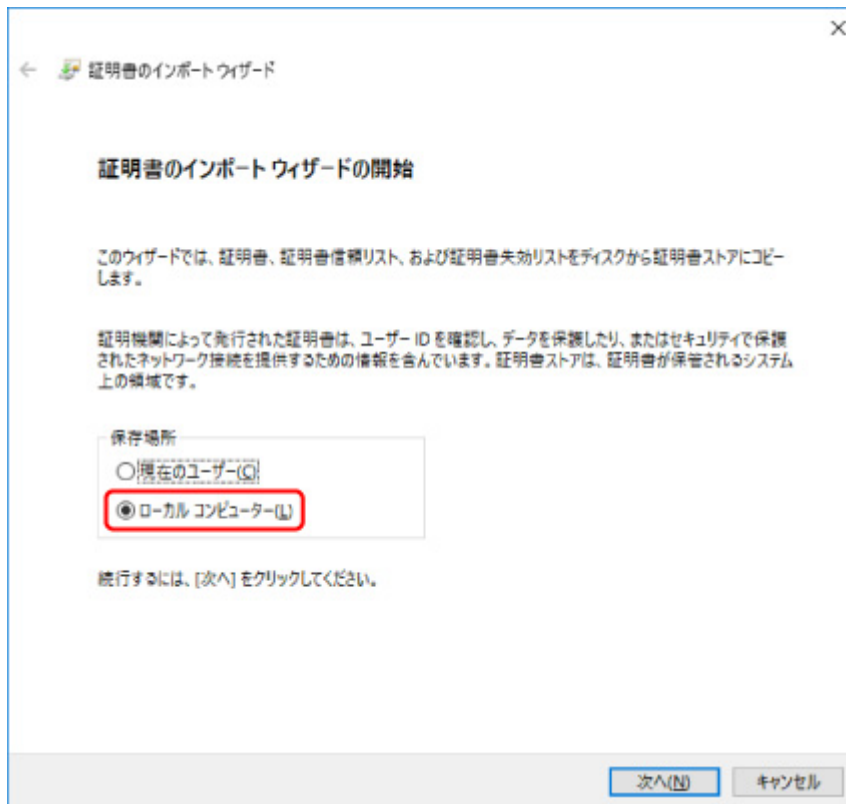 証明書のインポート ウィザード
証明書のインポート ウィザードの開始
このウィザードでは、証明書、証明書信頼リスト、および証明書失効リストをディスクから証明書ストアにコピー
します。
証明機関によって発行された証明書は、ユーザー ID を確認し、データを保護したり、またはセキュリティで保護
されたネットワーク接続を提供するための情報を含んでいます。証明書ストアは、証明書が保管されるシステム
上の領域です。
保存場所
現在のユーザー(C)
ローカル コンピューター(L)
続行するには、[次へ] をクリックしてください。
次へ(N)
キャンセル